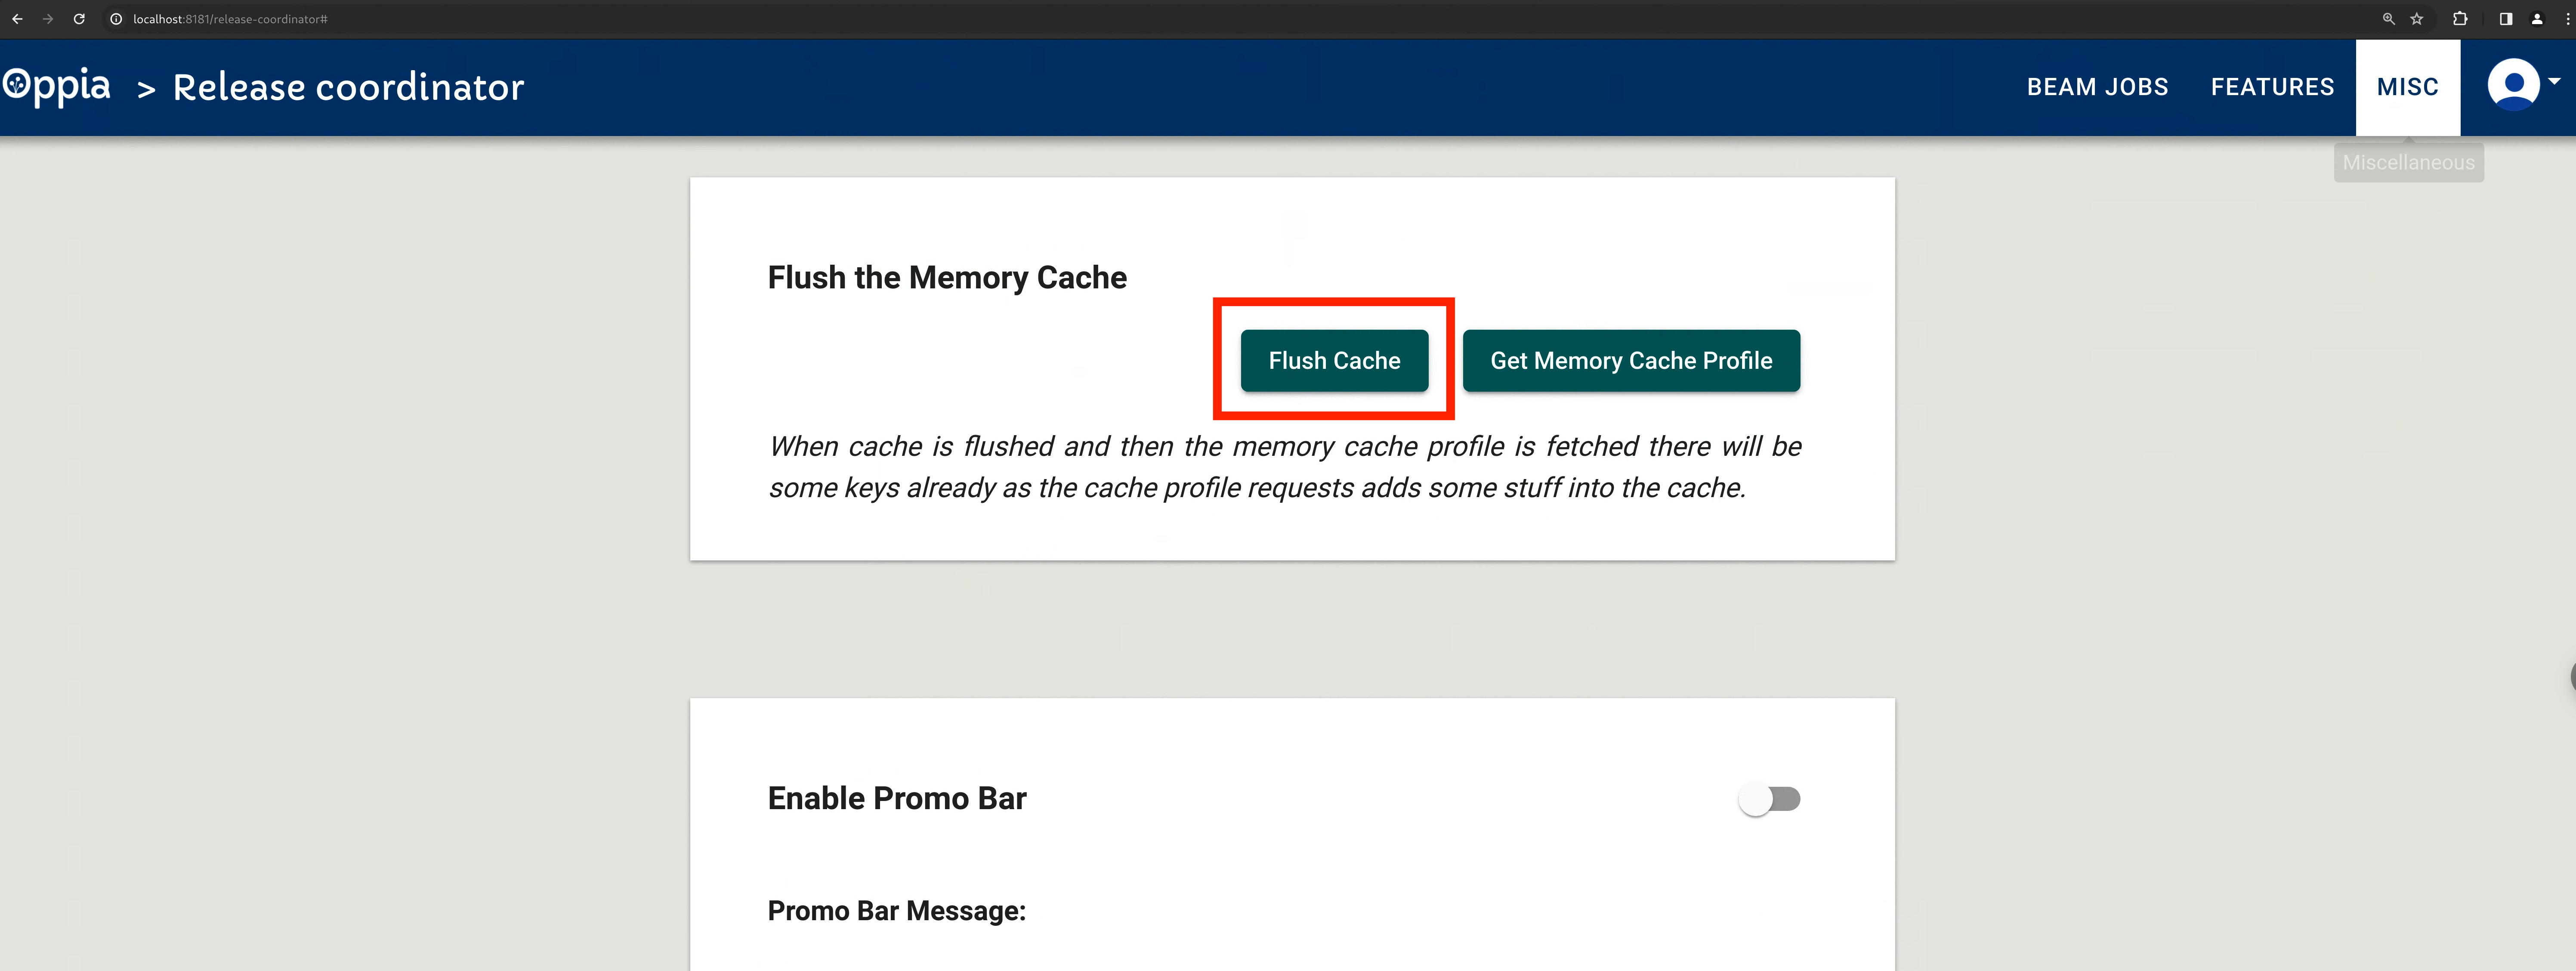 localhost:8181/release-coordinator#
Oppia > Release coordinator
BEAM JOBS
FEATURES
MISC
Miscellaneous
Flush the Memory Cache
Flush Cache
Get Memory Cache Profile
When cache is flushed and then the memory cache profile is fetched there will be
some keys already as the cache profile requests adds some stuff into the cache.
Enable Promo Bar
Promo Bar Message: